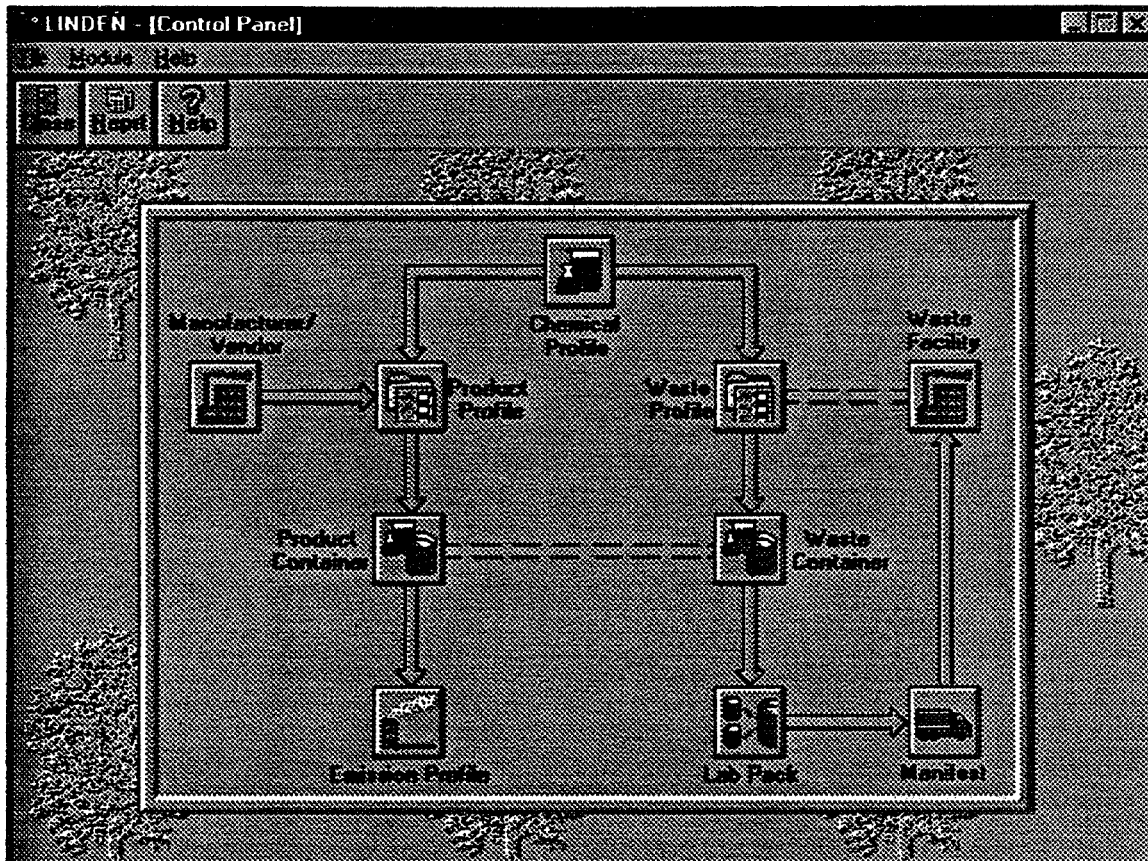 LINDEN - [Control Panel]
File Module Help
Close Help
Chemical
Profile
Manufacturer/
Vendor
Waste
Facility
Product
Profile
Waste
Profile
Product
Container
Waste
Container
Emission Profile
Lab Pack
Manifest